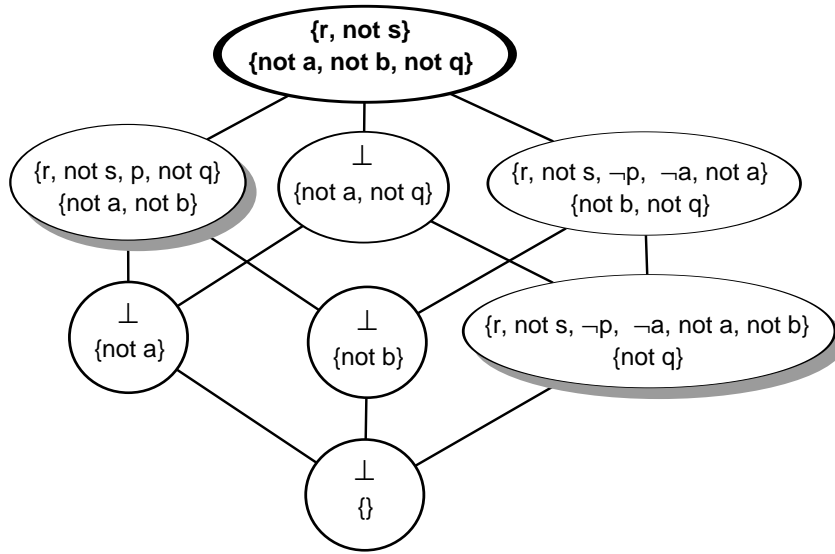 {r, not s}
{not a, not b, not q}
{r, not s, p, not q}
{not a, not b}
⊥
{not a, not q}
{r, not s, ¬p, ¬a, not a}
{not b, not q}
⊥
{not a}
⊥
{not b}
{r, not s, ¬p, ¬a, not a, not b}
{not q}
⊥
{}